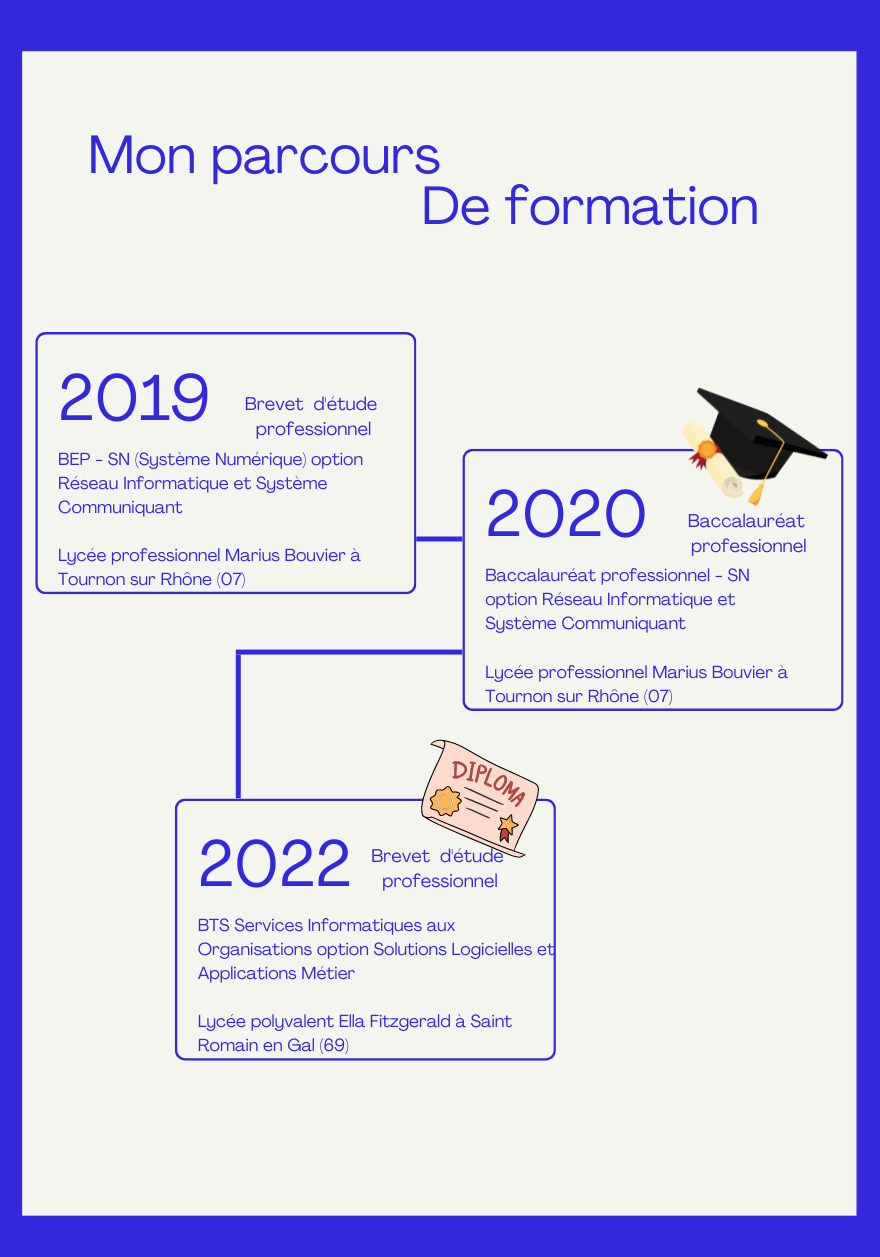 Mon parcours
De formation
2019
Brevet d'étude
professionnel
BEP - SN (Système Numérique) option
Réseau Informatique et Système
Communiquant
Lycée professionnel Marius Bouvier à
Tournon sur Rhône (07)
2020
Baccalauréat
professionnel
Baccalauréat professionnel - SN
option Réseau Informatique et
Système Communiquant
Lycée professionnel Marius Bouvier à
Tournon sur Rhône (07)
DIPLOMA
2022
Brevet d'étude
professionnel
BTS Services Informatiques aux
Organisations option Solutions Logicielles et
Applications Métier
Lycée polyvalent Ella Fitzgerald à Saint
Romain en Gal (69)